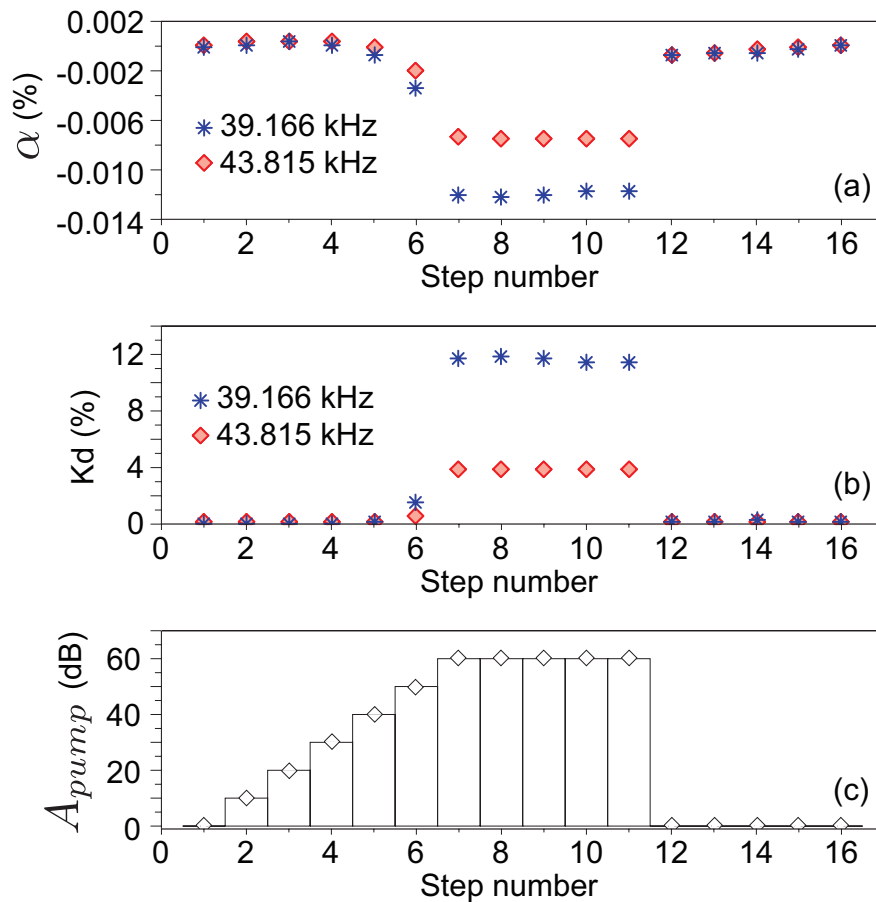 0.002
-0.002
-0.006
-0.010
-0.014
α (%)
39.166 kHz
43.815 kHz
(a)
0 2 4 6 8 10 12 14 16
Step number
12
8
4
0
Kd (%)
39.166 kHz
43.815 kHz
(b)
0 2 4 6 8 10 12 14 16
Step number
60
40
20
0
A_pump (dB)
(c)
0 2 4 6 8 10 12 14 16
Step number